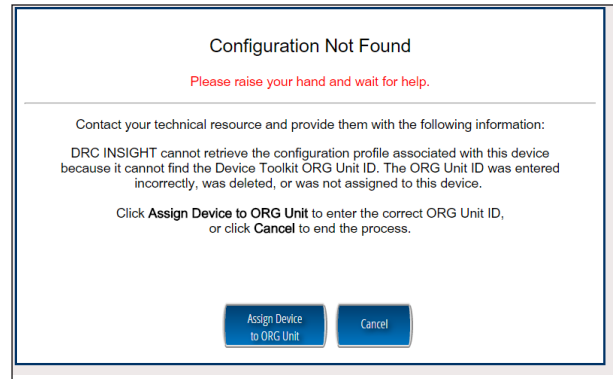 Configuration Not Found
Please raise your hand and wait for help.
Contact your technical resource and provide them with the following information:
DRC INSIGHT cannot retrieve the configuration profile associated with this device
because it cannot find the Device Toolkit ORG Unit ID. The ORG Unit ID was entered
incorrectly, was deleted, or was not assigned to this device.
Click Assign Device to ORG Unit to enter the correct ORG Unit ID,
or click Cancel to end the process.
Assign Device
to ORG Unit
Cancel